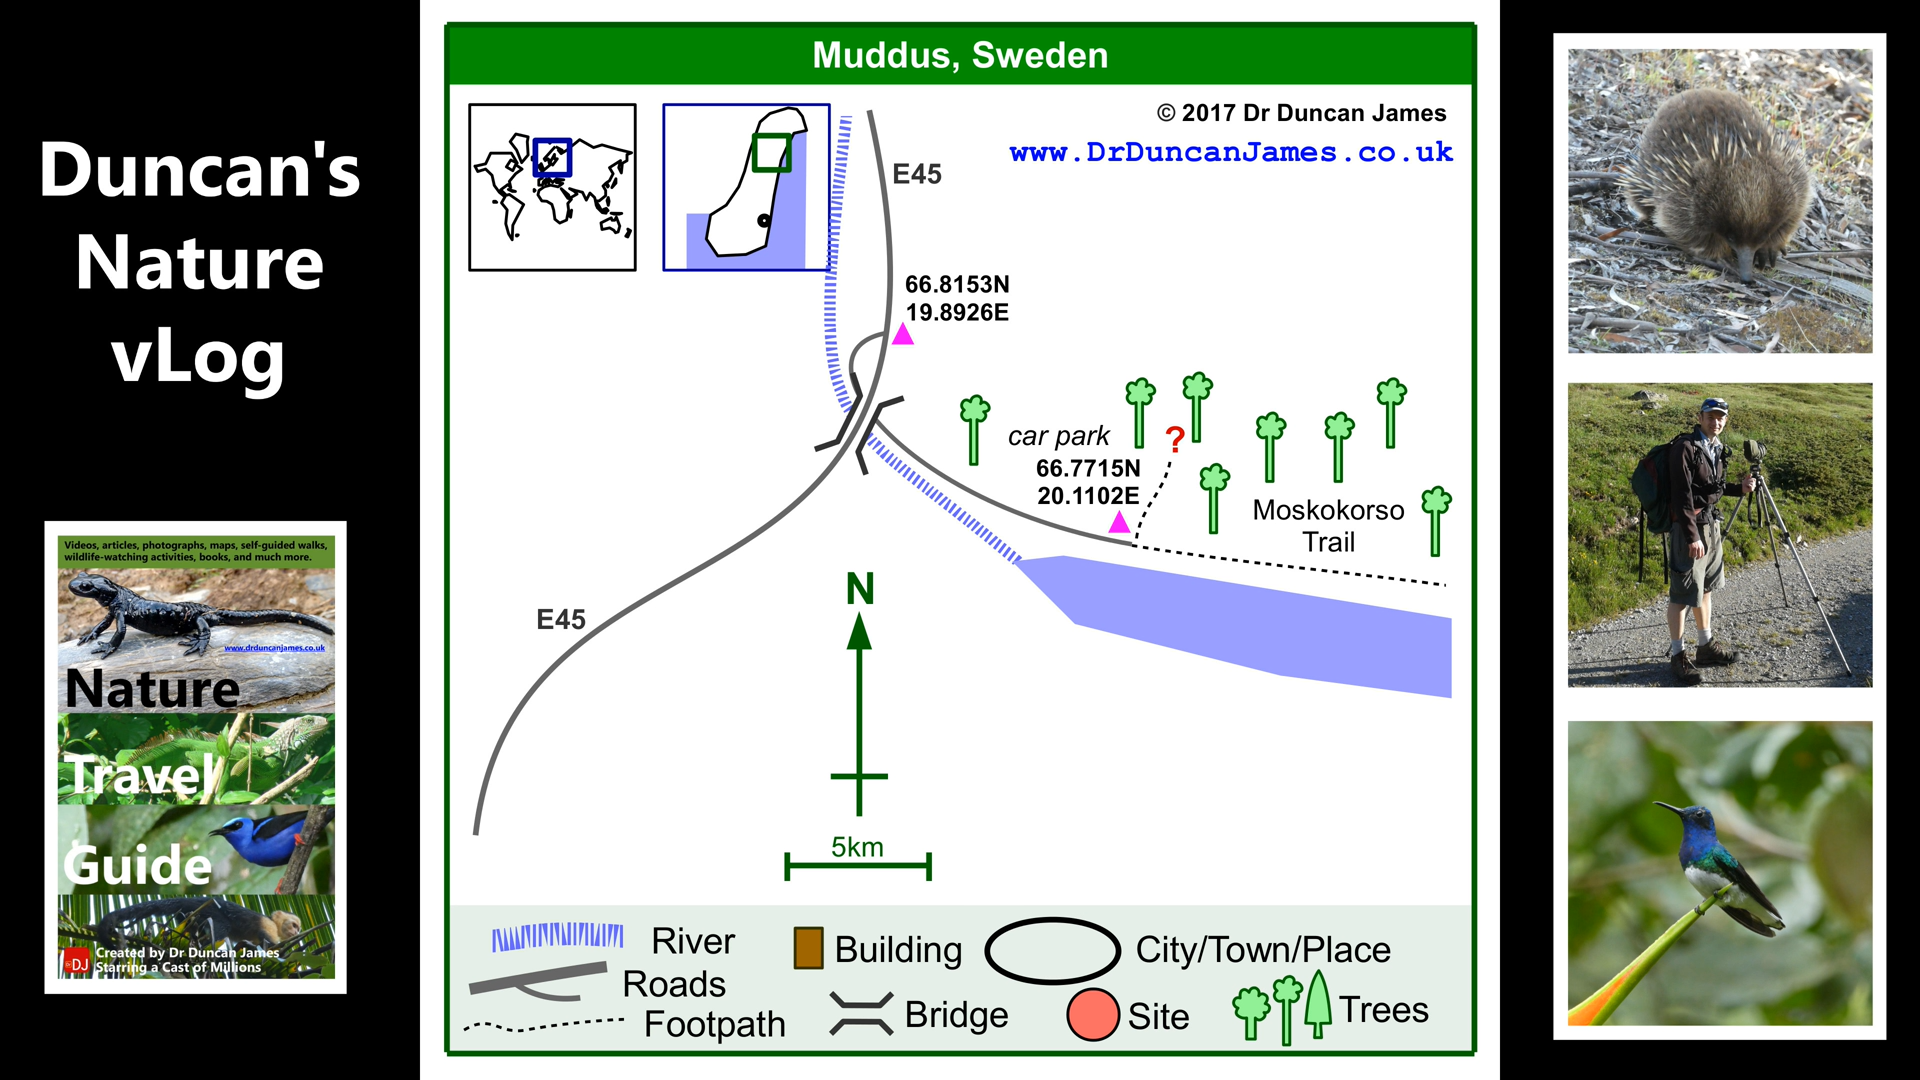 Duncan's
Nature
vLog
Videos, articles, photographs, maps, self-guided walks,
wildlife-watching activities, books, and much more.
www.drduncanjames.co.uk
Nature
Travel
Guide
@DJ
Created by Dr Duncan James
Starring a Cast of Millions
Muddus, Sweden
© 2017 Dr Duncan James
www.DrDuncanJames.co.uk
E45
66.8153N
19.8926E
car park
66.7715N
20.1102E
?
Moskokorso
Trail
E45
N
5km
River
Roads
Footpath
Building
Bridge
City/Town/Place
Site
Trees